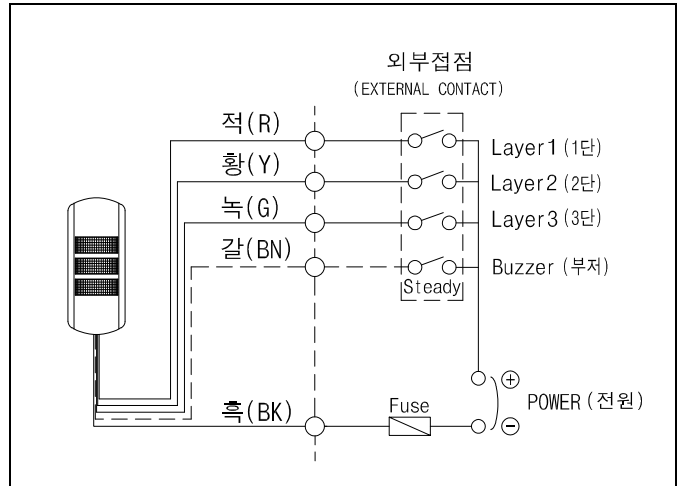 외부접점
(EXTERNAL CONTACT)
적(R)
Layer1 (1단)
황(Y)
Layer2 (2단)
녹(G)
Layer3 (3단)
갈(BN)
Buzzer (부저)
Steady
⊕
POWER (전원)
흑(BK)
Fuse
⊖